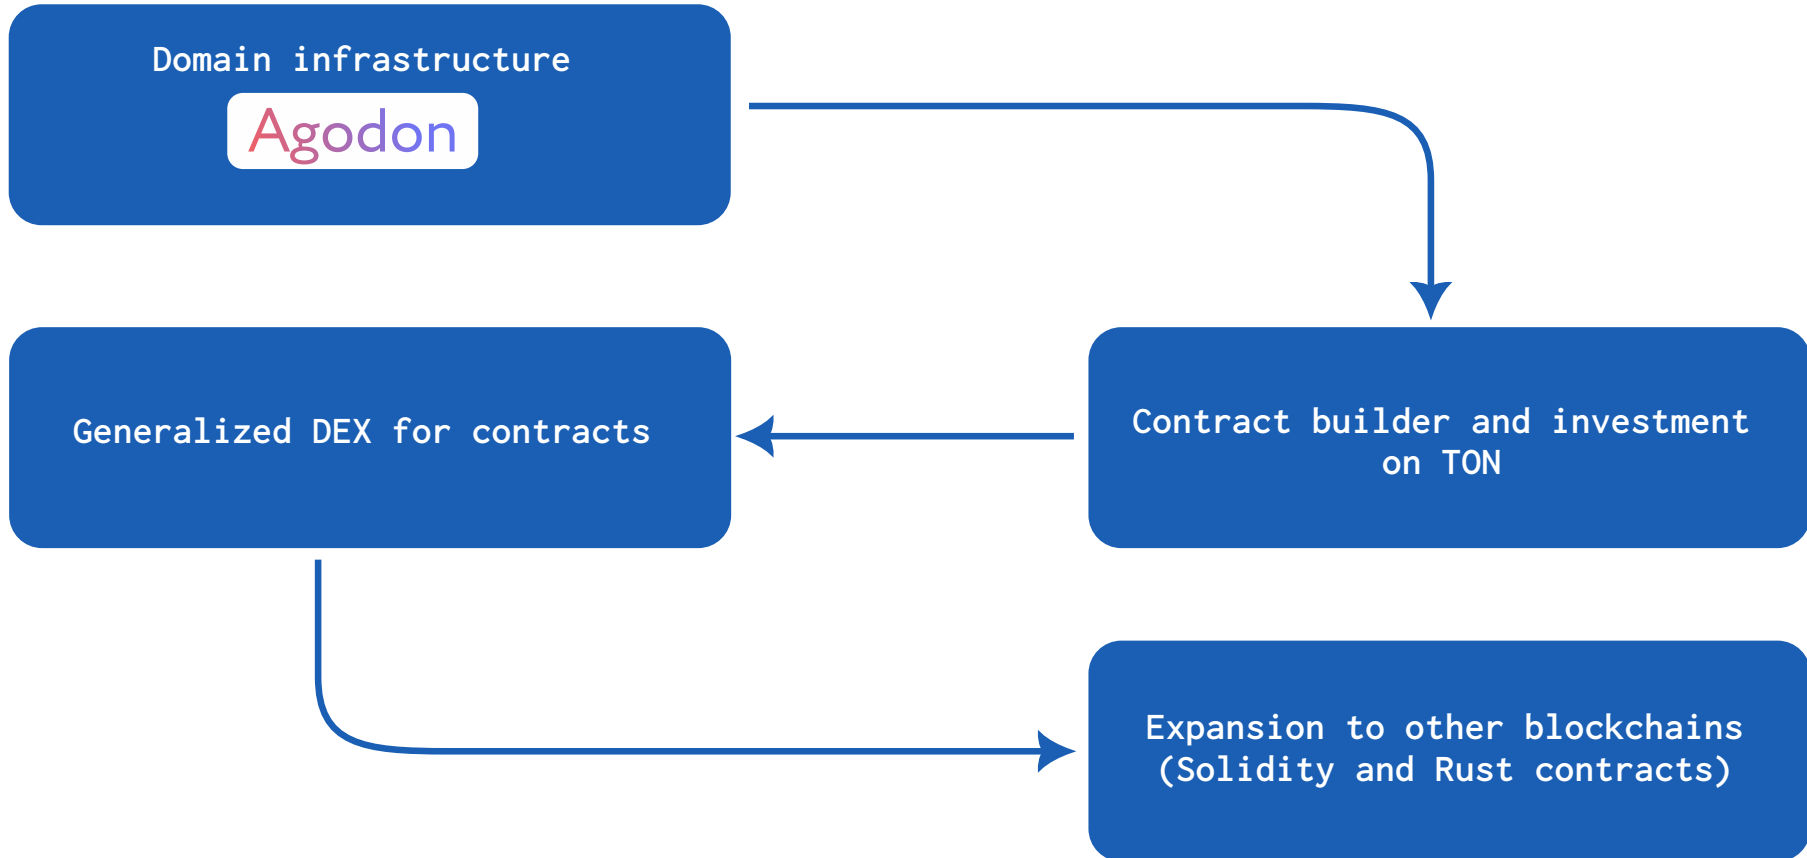 Domain infrastructure
Agodon
Generalized DEX for contracts
Contract builder and investment
on TON
Expansion to other blockchains
(Solidity and Rust contracts)